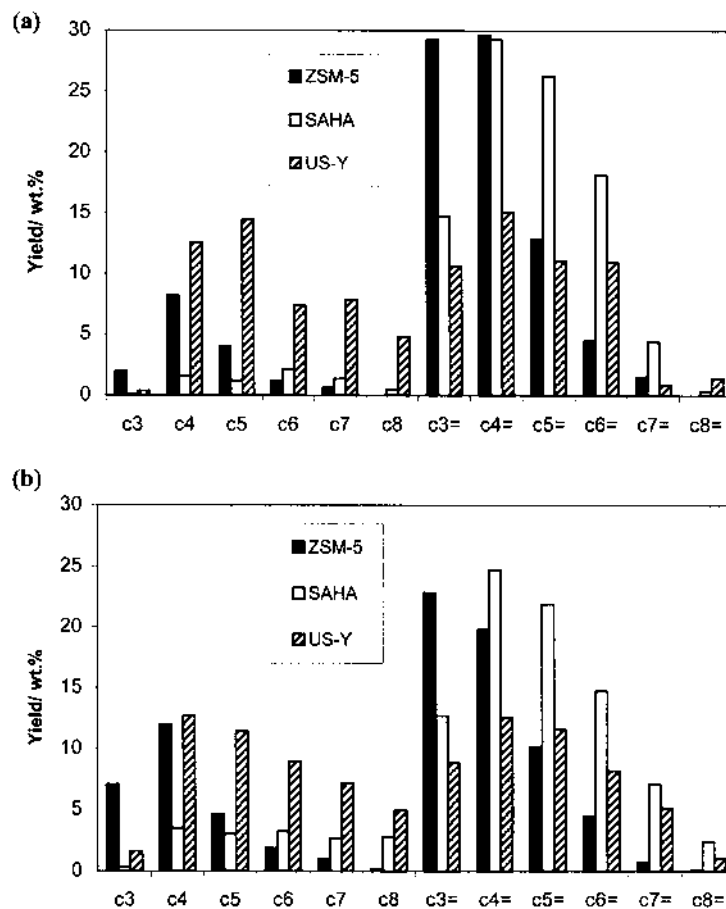 (a)
30
25
20
15
10
5
0
Yield/ wt.%
ZSM-5
SAHA
US-Y
c3 c4 c5 c6 c7 c8 c3= c4= c5= c6= c7= c8=
(b)
30
25
20
15
10
5
0
Yield/ wt.%
ZSM-5
SAHA
US-Y
c3 c4 c5 c6 c7 c8 c3= c4= c5= c6= c7= c8=